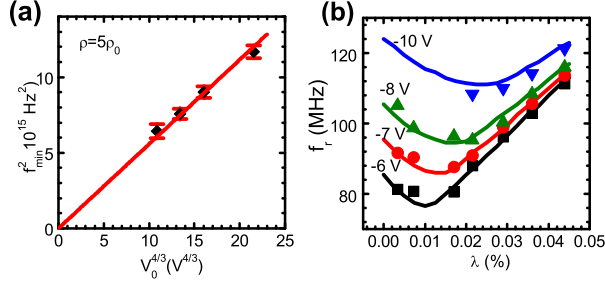 (a)
ρ=5ρ₀
f²min 10¹⁵ Hz²)
10
5
0
0 5 10 15 20 25
V₀^4/3(V^4/3)
(b)
-10 V
-8 V
-7 V
-6 V
fr (MHz)
120
100
80
0.00 0.01 0.02 0.03 0.04 0.05
λ (%)